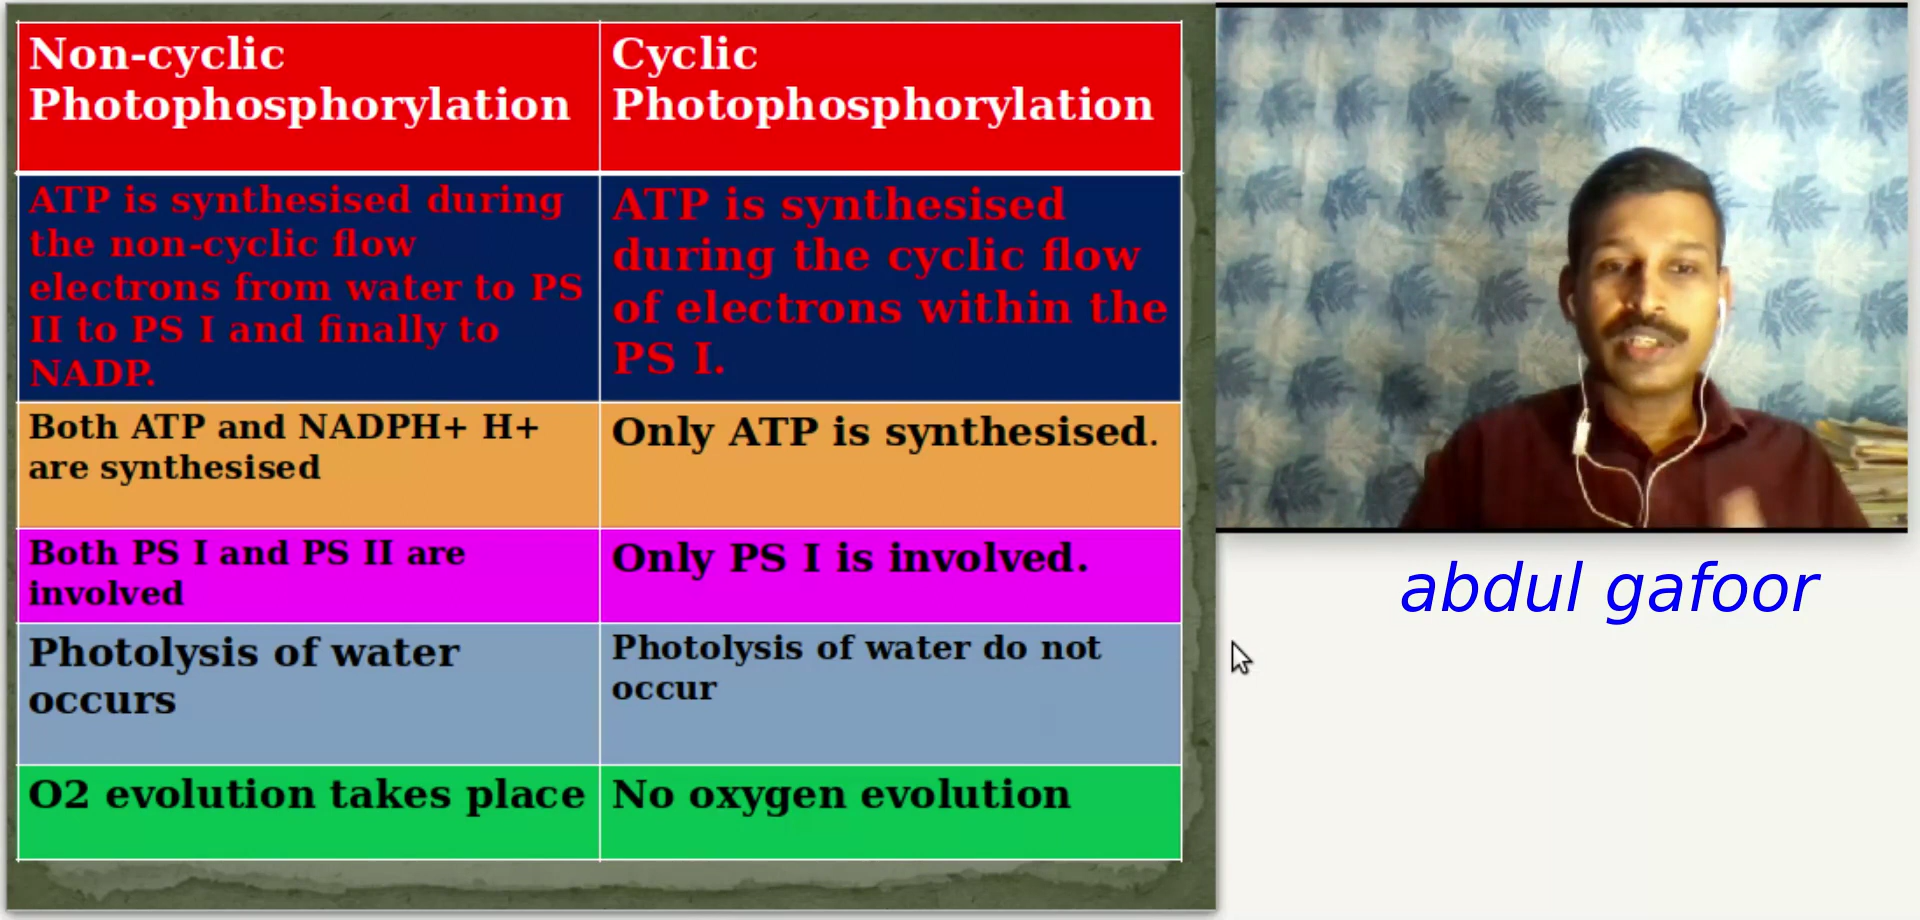 Non-cyclic
Photophosphorylation
Cyclic
Photophosphorylation
ATP is synthesised during
the non-cyclic flow
electrons from water to PS
II to PS I and finally to
NADP.
ATP is synthesised
during the cyclic flow
of electrons within the
PS I.
Both ATP and NADPH+ H+
are synthesised
Only ATP is synthesised.
Both PS I and PS II are
involved
Only PS I is involved.
Photolysis of water
occurs
Photolysis of water do not
occur
O2 evolution takes place
No oxygen evolution
abdul gafoor